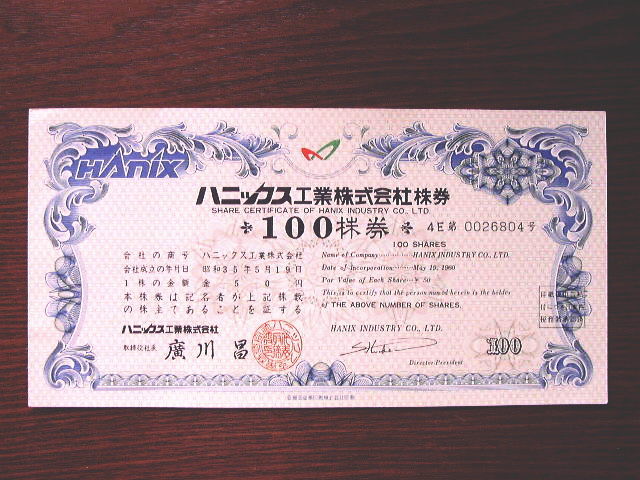 HANIX
ハニックス工業株式会社株券
SHARE CERTIFICATE OF HANIX INDUSTRY CO., LTD.
100株券
4E第 0026804号
100 SHARES
会社の商号 ハニックス工業株式会社
Name of Company HANIX INDUSTRY CO., LTD.
会社成立の年月日 昭和35年5月19日
Date of Incorporation May 19, 1960
1株の金額 金50円
Par Value of Each Share ¥ 50
本株券は記名者が上記株数
This is to certify that the person named herein is the holder
の株主であることを証する
of THE ABOVE NUMBER OF SHARES.
ハニックス工業株式会社
HANIX INDUSTRY CO., LTD.
取締役社長 廣川 昌
Director-President
100